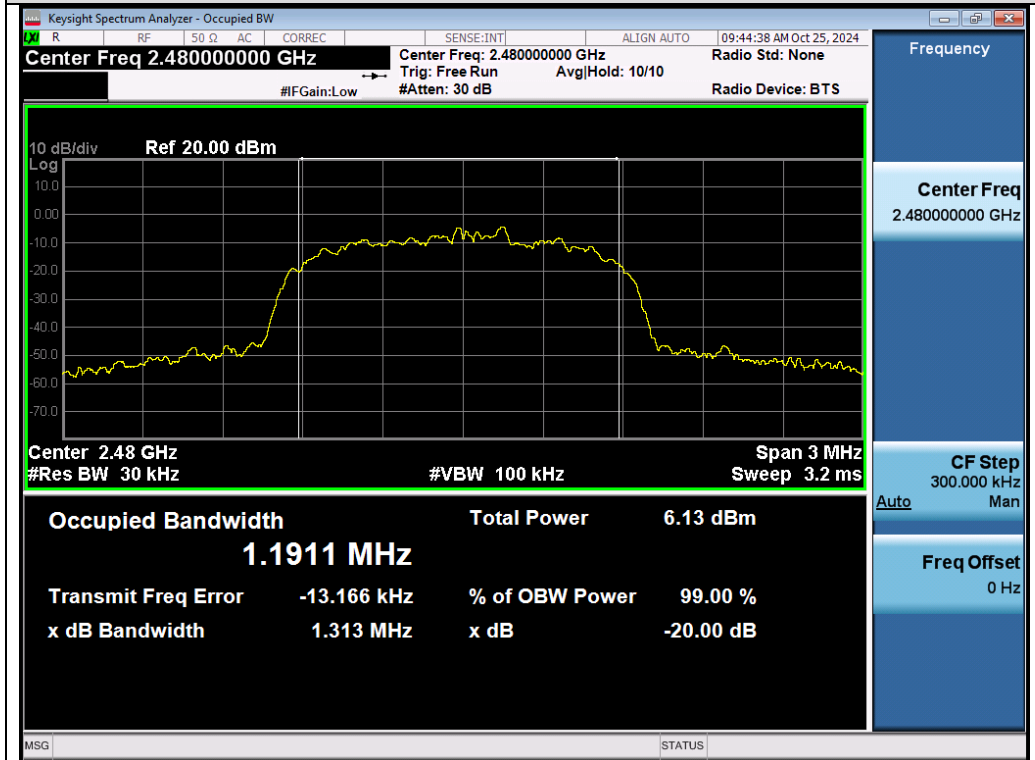 Keysight Spectrum Analyzer - Occupied BW
LXI R RF 50 Ω AC CORREC SENSE:INT ALIGN AUTO 09:44:38 AM Oct 25, 2024
Center Freq 2.480000000 GHz
#IFGain:Low
Center Freq: 2.480000000 GHz
Trig: Free Run Avg|Hold: 10/10
#Atten: 30 dB
Radio Std: None
Radio Device: BTS
10 dB/div Ref 20.00 dBm
Log
10.0
0.00
-10.0
-20.0
-30.0
-40.0
-50.0
-60.0
-70.0
Center 2.48 GHz Span 3 MHz
#Res BW 30 kHz #VBW 100 kHz Sweep 3.2 ms
Occupied Bandwidth Total Power 6.13 dBm
1.1911 MHz
Transmit Freq Error -13.166 kHz % of OBW Power 99.00 %
x dB Bandwidth 1.313 MHz x dB -20.00 dB
Frequency
Center Freq
2.480000000 GHz
CF Step
300.000 kHz
Auto Man
Freq Offset
0 Hz
MSG STATUS